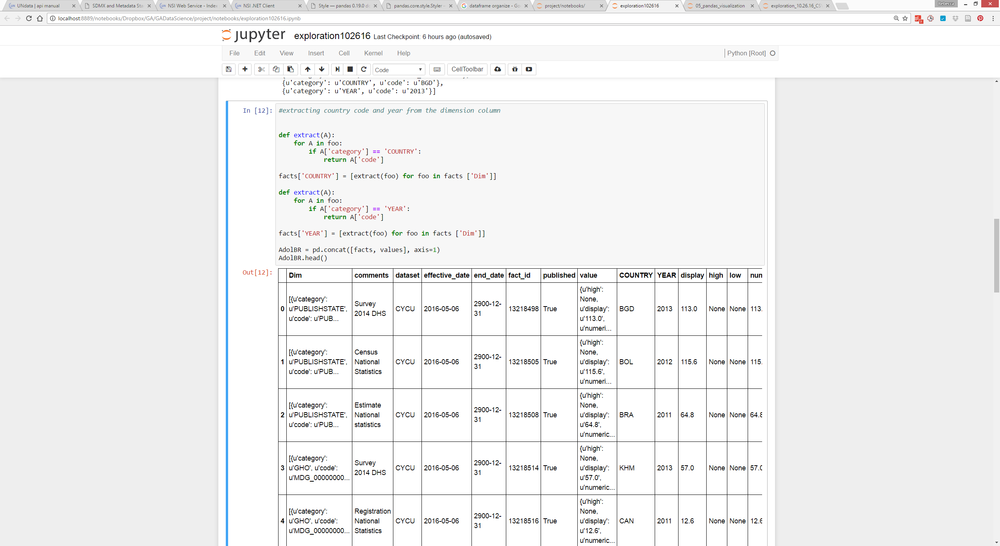 UNdata | api manual
SDMX and Metadata Sta
NSI Web Service - Index
NSI .NET Client
Style — pandas 0.19.0 do
pandas.core.style.Styler –
dataframe organize - Go
project/notebooks/
exploration102616
05_pandas_visualization
exploration_10.26.16_CSV
Rebecca
localhost:8889/notebooks/Dropbox/GA/GADataScience/project/notebooks/exploration102616.ipynb
jupyter exploration102616 Last Checkpoint: 6 hours ago (autosaved)
File Edit View Insert Cell Kernel Help Python [Root]
Code CellToolbar
{u'category': u'COUNTRY', u'code': u'BGD'},
{u'category': u'YEAR', u'code': u'2013'}]
In [12]: #extracting country code and year from the dimension column
def extract(A):
for A in foo:
if A['category'] == 'COUNTRY':
return A['code']
facts['COUNTRY'] = [extract(foo) for foo in facts ['Dim']]
def extract(A):
for A in foo:
if A['category'] == 'YEAR':
return A['code']
facts['YEAR'] = [extract(foo) for foo in facts ['Dim']]
AdolBR = pd.concat([facts, values], axis=1)
AdolBR.head()
Out[12]:
Dim comments dataset effective_date end_date fact_id published value COUNTRY YEAR display high low num
0 [{u'category': u'PUBLISHSTATE', u'code': u'PUB... Survey 2014 DHS CYCU 2016-05-06 2900-12-31 13218498 True {u'high': None, u'display': u'113.0', u'numeri... BGD 2013 113.0 None None 113.
1 [{u'category': u'PUBLISHSTATE', u'code': u'PUB... Census National Statistics CYCU 2016-05-06 2900-12-31 13218505 True {u'high': None, u'display': u'115.6', u'numeri... BOL 2012 115.6 None None 115.
2 [{u'category': u'PUBLISHSTATE', u'code': u'PUB... Estimate National statistics CYCU 2016-05-06 2900-12-31 13218508 True {u'high': None, u'display': u'64.8', u'numeric... BRA 2011 64.8 None None 64.8
3 [{u'category': u'GHO', u'code': u'MDG_00000000... Survey 2014 DHS CYCU 2016-05-06 2900-12-31 13218514 True {u'high': None, u'display': u'57.0', u'numeric... KHM 2013 57.0 None None 57.0
4 [{u'category': u'GHO', u'code': u'MDG_00000000... Registration National Statistics CYCU 2016-05-06 2900-12-31 13218516 True {u'high': None, u'display': u'12.6', u'numeric... CAN 2011 12.6 None None 12.6